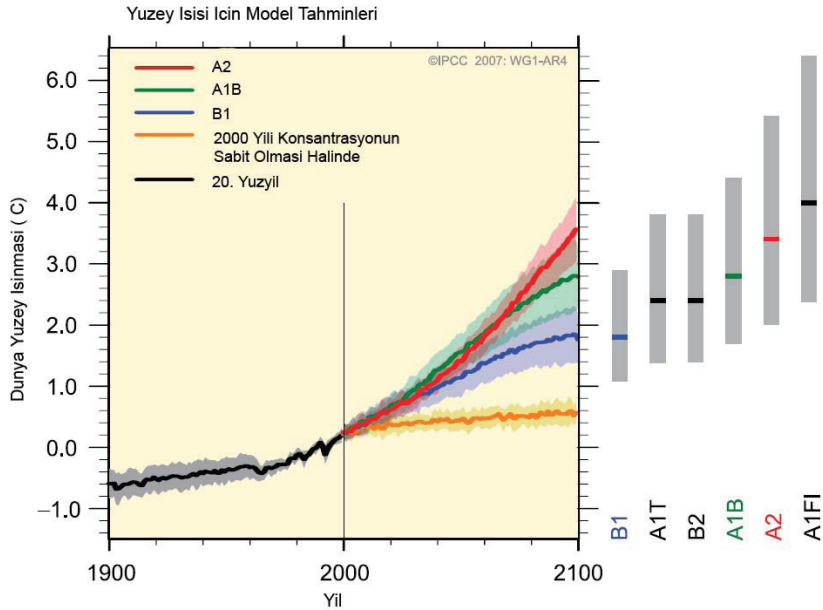 Yuzey Isisi Icin Model Tahminleri
©IPCC 2007: WG1-AR4
A2
A1B
B1
2000 Yili Konsantrasyonun
Sabit Olmasi Halinde
20. Yuzyil
Dunya Yuzey Isinmasi ( C)
6.0
5.0
4.0
3.0
2.0
1.0
0.0
−1.0
1900
2000
2100
Yil
B1
A1T
B2
A1B
A2
A1FI